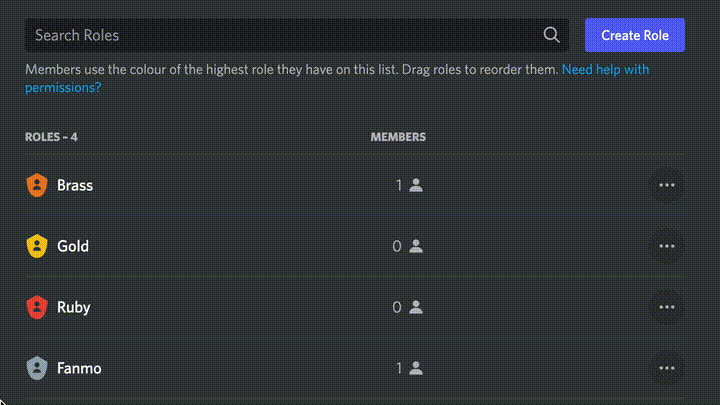 Search Roles
Create Role
Members use the colour of the highest role they have on this list. Drag roles to reorder them. Need help with
permissions?
ROLES – 4 MEMBERS
Brass 1
Gold 0
Ruby 0
Fanmo 1